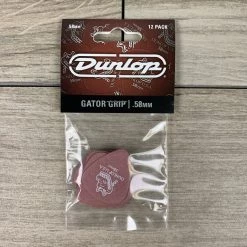 .58mm 12 PACK
Dunlop
GATOR GRIP | .58MM